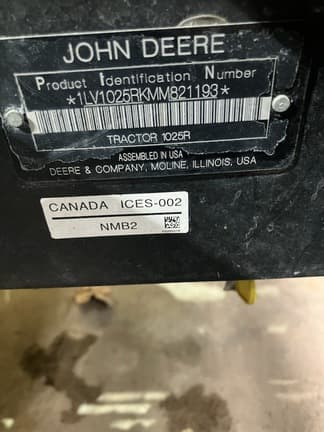 JOHN DEERE
Product Identification Number
*1LV1025RKMM821193*
TRACTOR 1025R
ASSEMBLED IN USA
DEERE & COMPANY, MOLINE, ILLINOIS, USA
CANADA ICES-002
NMB2